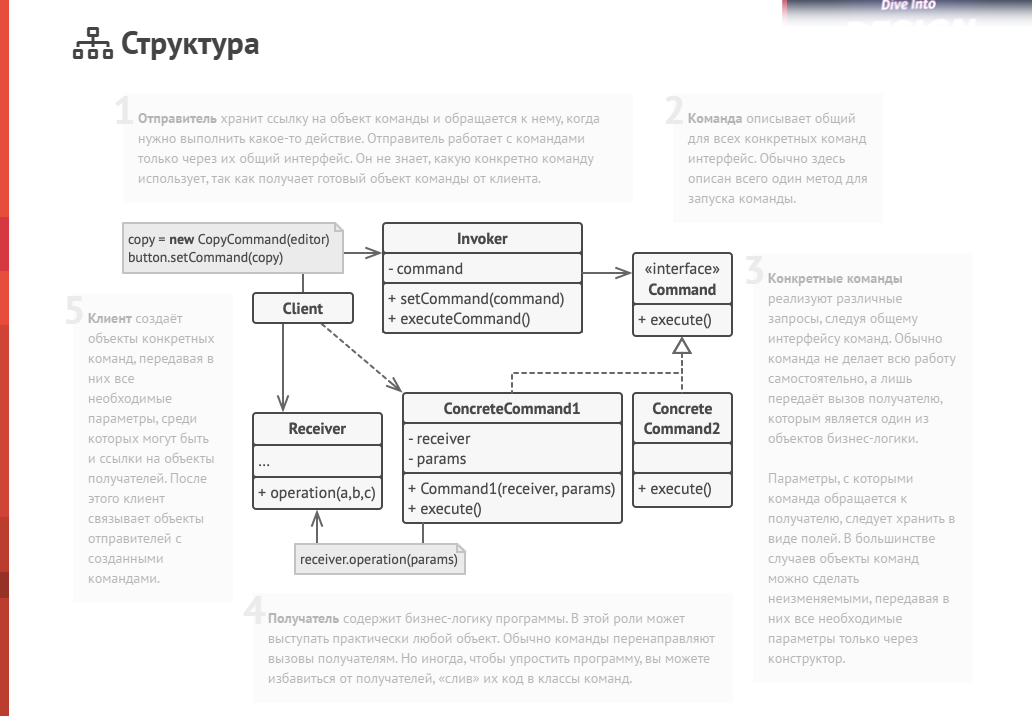 Dive Into
DESIGN
Структура
1
Отправитель хранит ссылку на объект команды и обращается к нему, когда
нужно выполнить какое-то действие. Отправитель работает с командами
только через их общий интерфейс. Он не знает, какую конкретно команду
использует, так как получает готовый объект команды от клиента.
2
Команда описывает общий
для всех конкретных команд
интерфейс. Обычно здесь
описан всего один метод для
запуска команды.
copy = new CopyCommand(editor)
button.setCommand(copy)
Client
Invoker
- command
+ setCommand(command)
+ executeCommand()
«interface»
Command
+ execute()
3
Конкретные команды
реализуют различные
запросы, следуя общему
интерфейсу команд. Обычно
команда не делает всю работу
самостоятельно, а лишь
передаёт вызов получателю,
которым является один из
объектов бизнес-логики.
Параметры, с которыми
команда обращается к
получателю, следует хранить в
виде полей. В большинстве
случаев объекты команд
можно сделать
неизменяемыми, передавая в
них все необходимые
параметры только через
конструктор.
5
Клиент создаёт
объекты конкретных
команд, передавая в
них все
необходимые
параметры, среди
которых могут быть
и ссылки на объекты
получателей. После
этого клиент
связывает объекты
отправителей с
созданными
командами.
Receiver
...
+ operation(a,b,c)
ConcreteCommand1
- receiver
- params
+ Command1(receiver, params)
+ execute()
Concrete
Command2
+ execute()
receiver.operation(params)
4
Получатель содержит бизнес-логику программы. В этой роли может
выступать практически любой объект. Обычно команды перенаправляют
вызовы получателям. Но иногда, чтобы упростить программу, вы можете
избавиться от получателей, «слив» их код в классы команд.